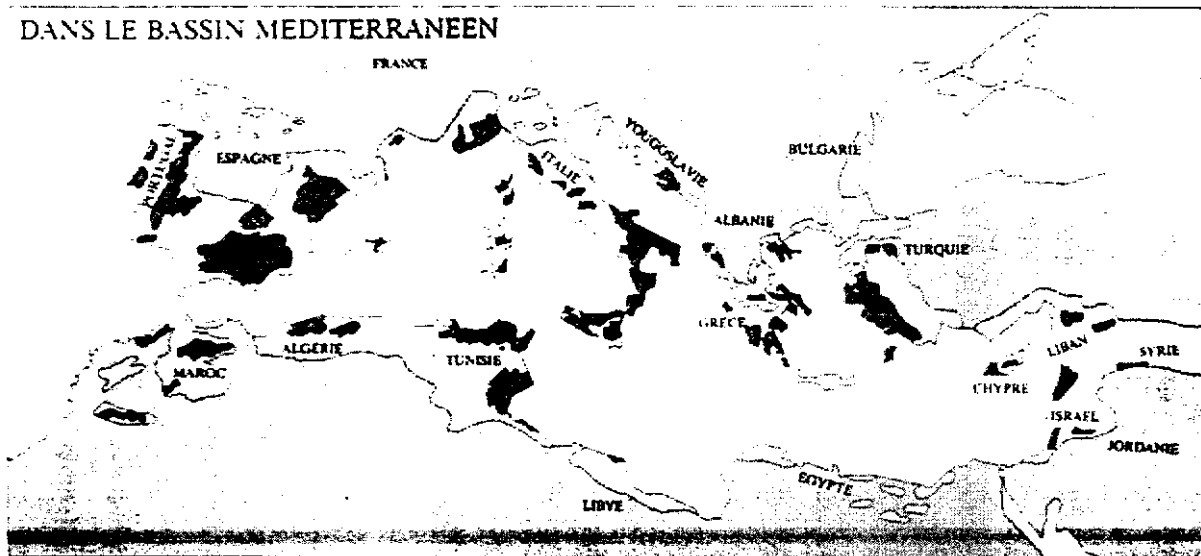 DANS LE BASSIN MEDITERRANEEN
FRANCE
YOUGOSLAVIE
BULGARIE
ESPAGNE
PORTUGAL
ITALIE
ALBANIE
TURQUIE
GRECE
ALGERIE
TUNISIE
MAROC
LIBAN
SYRIE
CHYPRE
ISRAEL
JORDANIE
EGYPTE
LIBYE